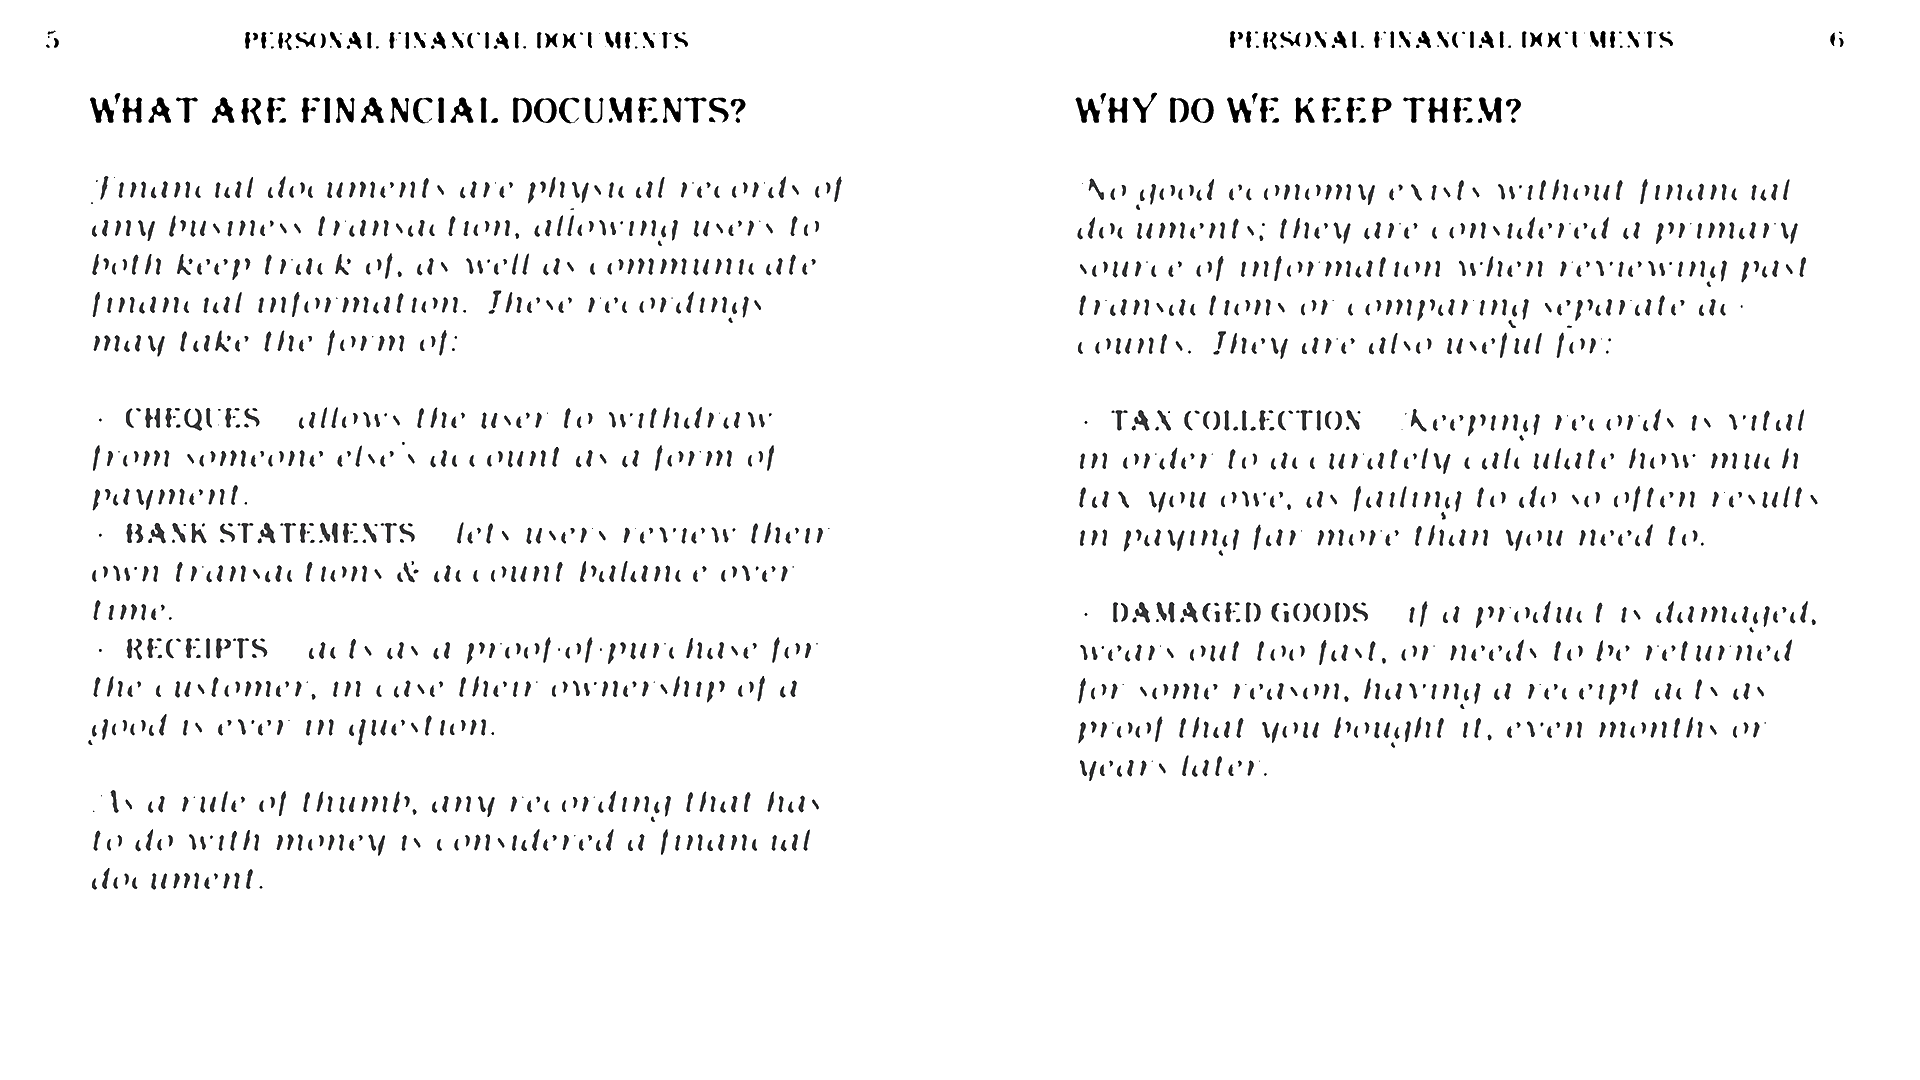 5 PERSONAL FINANCIAL DOCUMENTS
WHAT ARE FINANCIAL DOCUMENTS?
Financial documents are physical records of
any business transaction, allowing users to
both keep track of, as well as communicate
financial information. These recordings
may take the form of:
· CHEQUES allows the user to withdraw
from someone else's account as a form of
payment.
· BANK STATEMENTS lets users review their
own transactions & account balance over
time.
· RECEIPTS acts as a proof-of-purchase for
the customer, in case their ownership of a
good is ever in question.
As a rule of thumb, any recording that has
to do with money is considered a financial
document.
PERSONAL FINANCIAL DOCUMENTS 6
WHY DO WE KEEP THEM?
No good economy exists without financial
documents; they are considered a primary
source of information when reviewing past
transactions or comparing separate ac-
counts. They are also useful for:
· TAX COLLECTION Keeping records is vital
in order to accurately calculate how much
tax you owe, as failing to do so often results
in paying far more than you need to.
· DAMAGED GOODS if a product is damaged,
wears out too fast, or needs to be returned
for some reason, having a receipt acts as
proof that you bought it, even months or
years later.